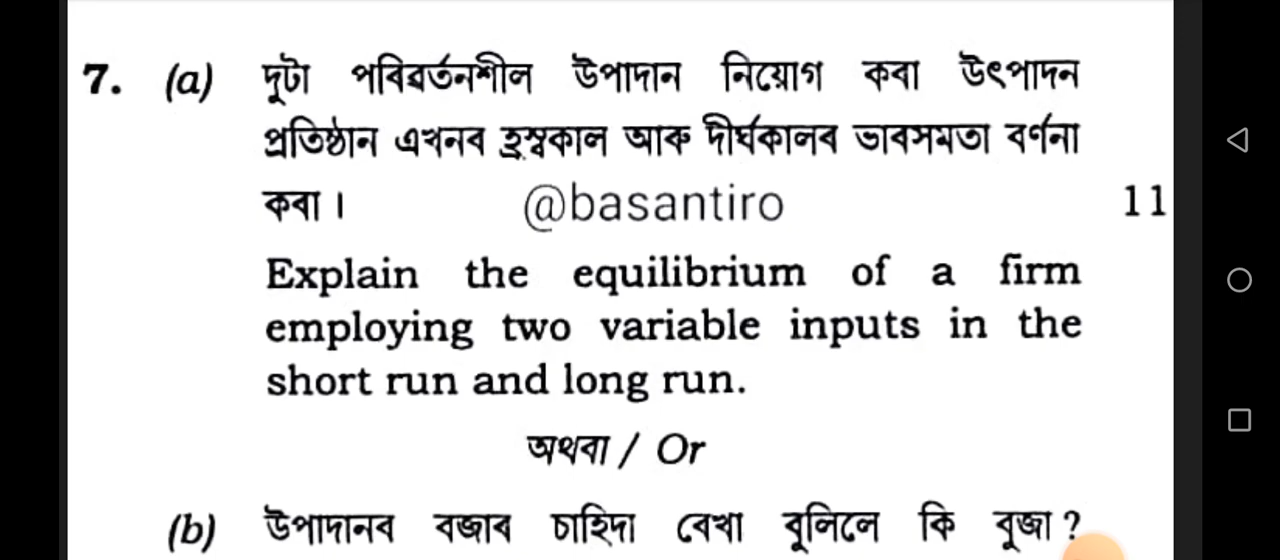 7. (a) দুটা পৰিৱৰ্তনশীল উপাদান নিয়োগ কৰা উৎপাদন
প্ৰতিষ্ঠান এখনৰ হ্ৰস্বকাল আৰু দীৰ্ঘকালৰ ভাৰসমতা বৰ্ণনা
কৰা। @basantiro 11
Explain the equilibrium of a firm
employing two variable inputs in the
short run and long run.
অথবা / Or
(b) উপাদানৰ বজাৰ চাহিদা ৰেখা বুলিলে কি বুজা?